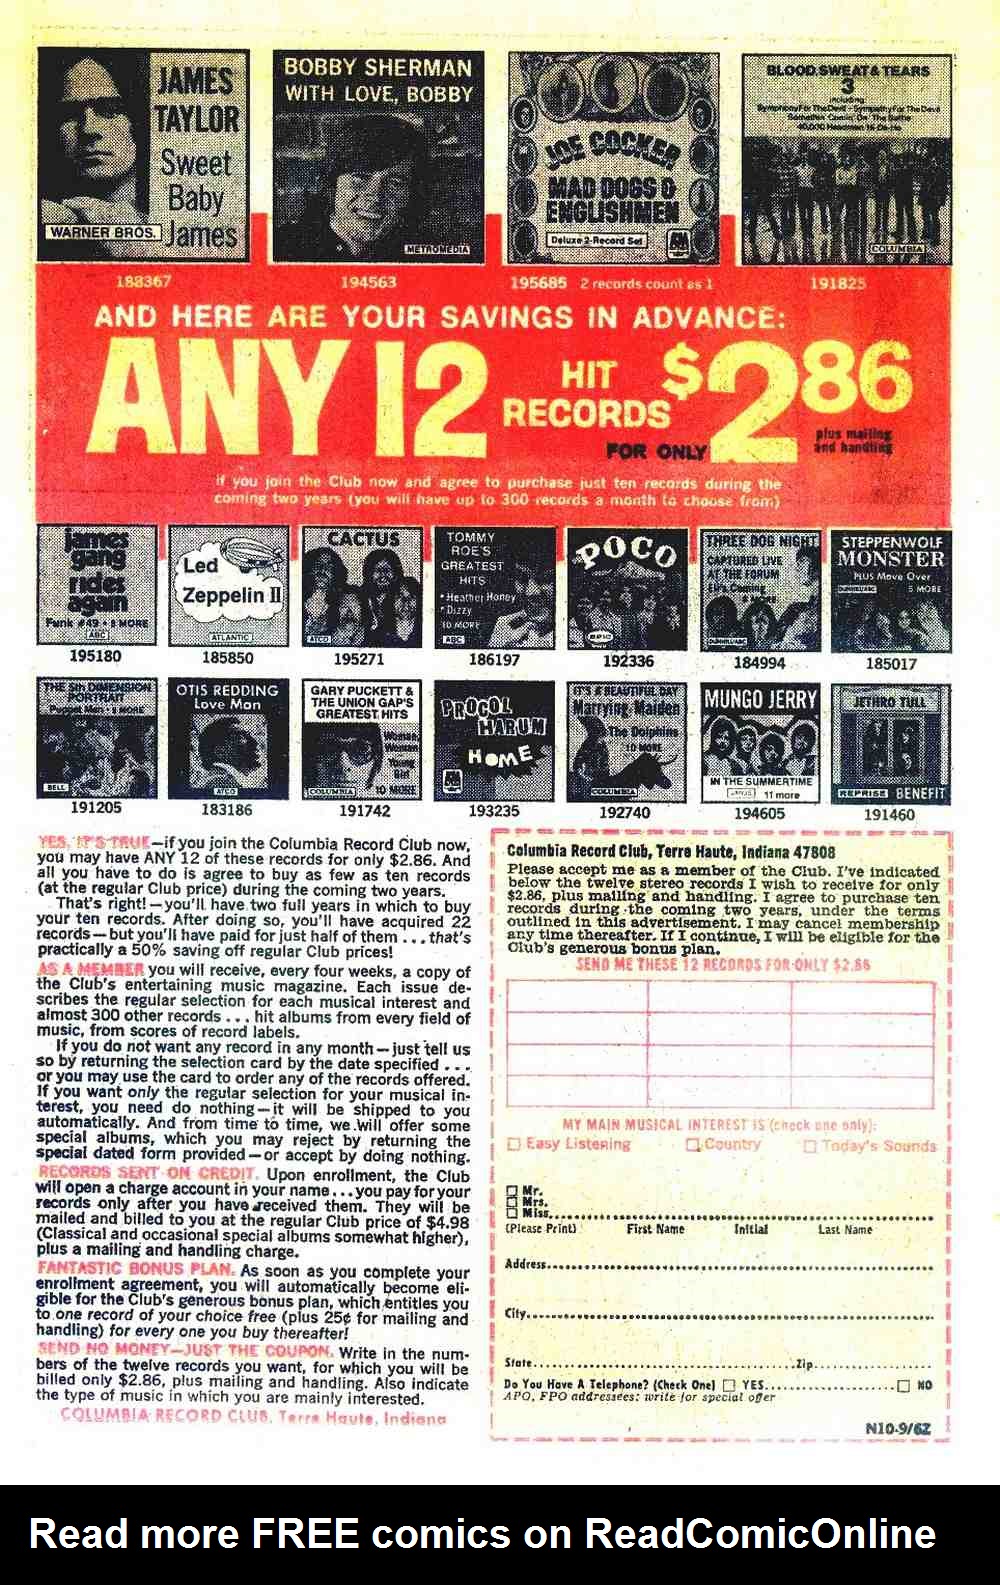 JAMES
TAYLOR
Sweet
Baby
James
WARNER BROS.
BOBBY SHERMAN
WITH LOVE, BOBBY
METROMEDIA
JOE COCKER
MAD DOGS &
ENGLISHMEN
Deluxe 2-Record Set
A&M
BLOOD, SWEAT & TEARS
3
including
Symphony For The Devil - Sympathy For The Devil
Somethin' Comin' On · The Battle
40,000 Headmen
COLUMBIA
188367
194563
195685 2 records count as 1
191825
AND HERE ARE YOUR SAVINGS IN ADVANCE:
ANY 12
HIT
RECORDS
FOR ONLY
$2.86
plus mailing
and handling
if you join the Club now and agree to purchase just ten records during the
coming two years (you will have up to 300 records a month to choose from)
james
gang
rides
again
Funk #49 • 8 MORE
ABC
195180
Led
Zeppelin II
ATLANTIC
185850
CACTUS
ATCO
195271
TOMMY
ROE'S
GREATEST
HITS
• Heather Honey
• Dizzy
10 MORE
ABC
186197
POCO
EPIC
192336
THREE DOG NIGHT
CAPTURED LIVE
AT THE FORUM
DUNHILL/ABC
184994
STEPPENWOLF
MONSTER
PLUS Move Over
5 MORE
DUNHILL/ABC
185017
THE 5th DIMENSION
PORTRAIT
Puppet Man • 8 MORE
BELL
191205
OTIS REDDING
Love Man
ATCO
183186
GARY PUCKETT &
THE UNION GAP'S
GREATEST HITS
Woman,
Woman
Young
Girl
10 MORE
COLUMBIA
191742
PROCOL
HARUM
HOME
A&M
193235
IT'S A BEAUTIFUL DAY
Marrying Maiden
The Dolphins
10 MORE
COLUMBIA
192740
MUNGO JERRY
IN THE SUMMERTIME
JANUS 11 more
194605
JETHRO TULL
REPRISE BENEFIT
191460
YES, IT'S TRUE—if you join the Columbia Record Club now,
you may have ANY 12 of these records for only $2.86. And
all you have to do is agree to buy as few as ten records
(at the regular Club price) during the coming two years.
That's right!—you'll have two full years in which to buy
your ten records. After doing so, you'll have acquired 22
records—but you'll have paid for just half of them ... that's
practically a 50% saving off regular Club prices!
AS A MEMBER you will receive, every four weeks, a copy of
the Club's entertaining music magazine. Each issue de-
scribes the regular selection for each musical interest and
almost 300 other records ... hit albums from every field of
music, from scores of record labels.
If you do not want any record in any month—just tell us
so by returning the selection card by the date specified ...
or you may use the card to order any of the records offered.
If you want only the regular selection for your musical in-
terest, you need do nothing—it will be shipped to you
automatically. And from time to time, we will offer some
special albums, which you may reject by returning the
special dated form provided—or accept by doing nothing.
RECORDS SENT ON CREDIT. Upon enrollment, the Club
will open a charge account in your name ... you pay for your
records only after you have received them. They will be
mailed and billed to you at the regular Club price of $4.98
(Classical and occasional special albums somewhat higher),
plus a mailing and handling charge.
FANTASTIC BONUS PLAN. As soon as you complete your
enrollment agreement, you will automatically become eli-
gible for the Club's generous bonus plan, which entitles you
to one record of your choice free (plus 25¢ for mailing and
handling) for every one you buy thereafter!
SEND NO MONEY—JUST THE COUPON. Write in the num-
bers of the twelve records you want, for which you will be
billed only $2.86, plus mailing and handling. Also indicate
the type of music in which you are mainly interested.
COLUMBIA RECORD CLUB, Terre Haute, Indiana
Columbia Record Club, Terre Haute, Indiana 47808
Please accept me as a member of the Club. I've indicated
below the twelve stereo records I wish to receive for only
$2.86, plus mailing and handling. I agree to purchase ten
records during the coming two years, under the terms
outlined in this advertisement. I may cancel membership
any time thereafter. If I continue, I will be eligible for the
Club's generous bonus plan.
SEND ME THESE 12 RECORDS FOR ONLY $2.86
MY MAIN MUSICAL INTEREST IS (check one only):
Easy Listening Country Today's Sounds
Mr.
Mrs.
Miss
(Please Print) First Name Initial Last Name
Address
City
State Zip
Do You Have A Telephone? (Check One) YES NO
APO, FPO addressees: write for special offer
N10-9/6Z
Read more FREE comics on ReadComicOnline